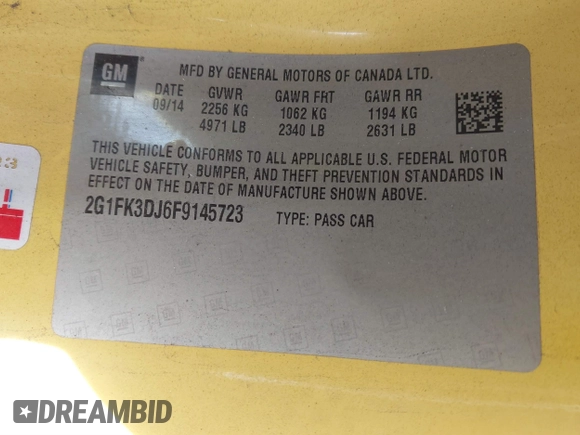 GM
MFD BY GENERAL MOTORS OF CANADA LTD.
DATE GVWR GAWR FRT GAWR RR
09/14 2256 KG 1062 KG 1194 KG
4971 LB 2340 LB 2631 LB
THIS VEHICLE CONFORMS TO ALL APPLICABLE U.S. FEDERAL MOTOR
VEHICLE SAFETY, BUMPER, AND THEFT PREVENTION STANDARDS IN
EFFECT ON THE DATE OF MANUFACTURE SHOWN ABOVE.
2G1FK3DJ6F9145723 TYPE: PASS CAR
DREAMBID